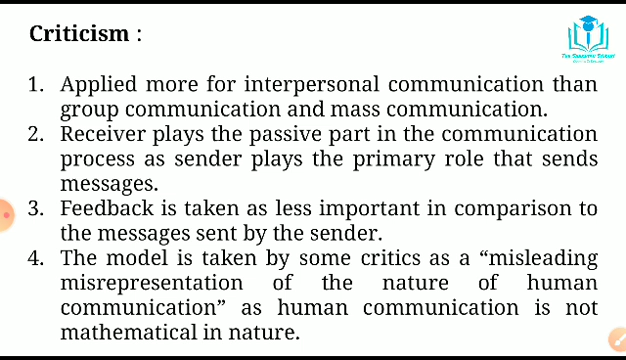 Criticism :
1. Applied more for interpersonal communication than
group communication and mass communication.
2. Receiver plays the passive part in the communication
process as sender plays the primary role that sends
messages.
3. Feedback is taken as less important in comparison to
the messages sent by the sender.
4. The model is taken by some critics as a “misleading
misrepresentation of the nature of human
communication” as human communication is not
mathematical in nature.